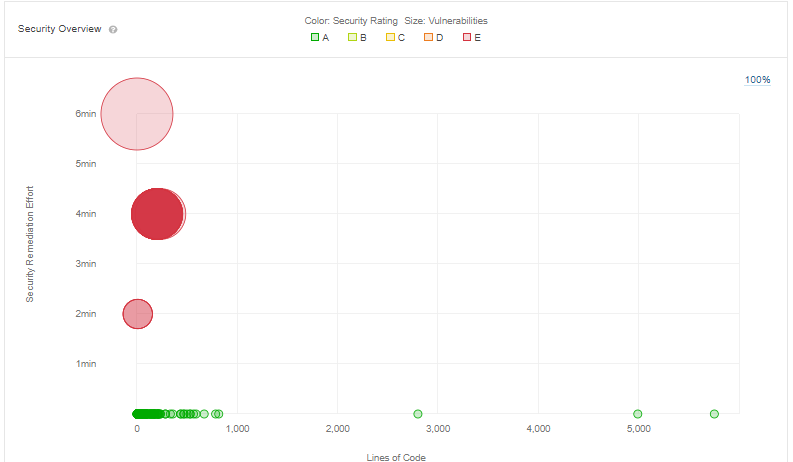 Security Overview ?
Color: Security Rating Size: Vulnerabilities
A B C D E
100%
6min
5min
4min
3min
2min
1min
Security Remediation Effort
0 1,000 2,000 3,000 4,000 5,000
Lines of Code